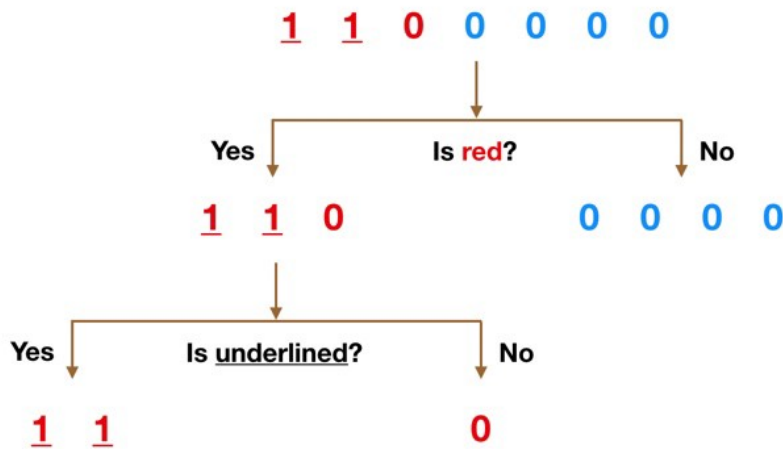 1 1 0 0 0 0 0
Yes Is red? No
1 1 0 0 0 0 0
Yes Is underlined? No
1 1 0